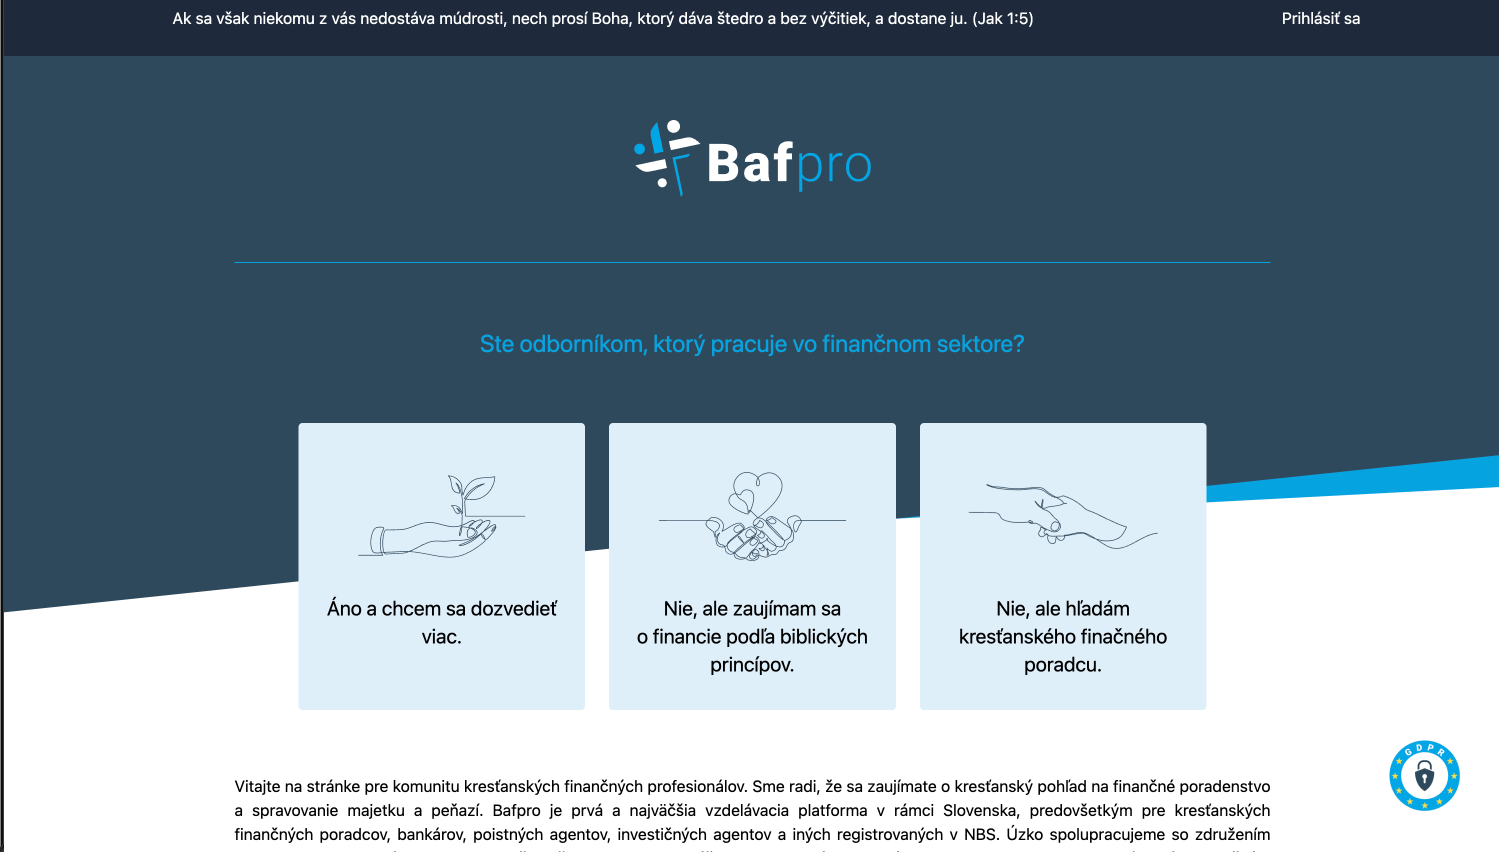 Ak sa však niekomu z vás nedostáva múdrosti, nech prosí Boha, ktorý dáva štedro a bez výčitiek, a dostane ju. (Jak 1:5)
Prihlásiť sa
Bafpro
Ste odborníkom, ktorý pracuje vo finančnom sektore?
Áno a chcem sa dozvedieť
viac.
Nie, ale zaujímam sa
o financie podľa biblických
princípov.
Nie, ale hľadám
kresťanského finačného
poradcu.
GDPR
Vitajte na stránke pre komunitu kresťanských finančných profesionálov. Sme radi, že sa zaujímate o kresťanský pohľad na finančné poradenstvo
a spravovanie majetku a peňazí. Bafpro je prvá a najväčšia vzdelávacia platforma v rámci Slovenska, predovšetkým pre kresťanských
finančných poradcov, bankárov, poistných agentov, investičných agentov a iných registrovaných v NBS. Úzko spolupracujeme so združením